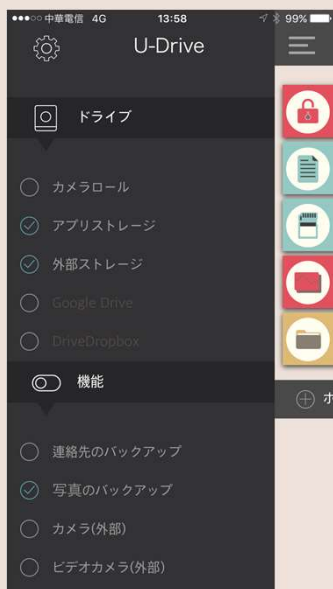 中華電信 4G 13:58 99%
U-Drive
ドライブ
カメラロール
アプリストレージ
外部ストレージ
Google Drive
DriveDropbox
機能
ホ
連絡先のバックアップ
写真のバックアップ
カメラ(外部)
ビデオカメラ(外部)